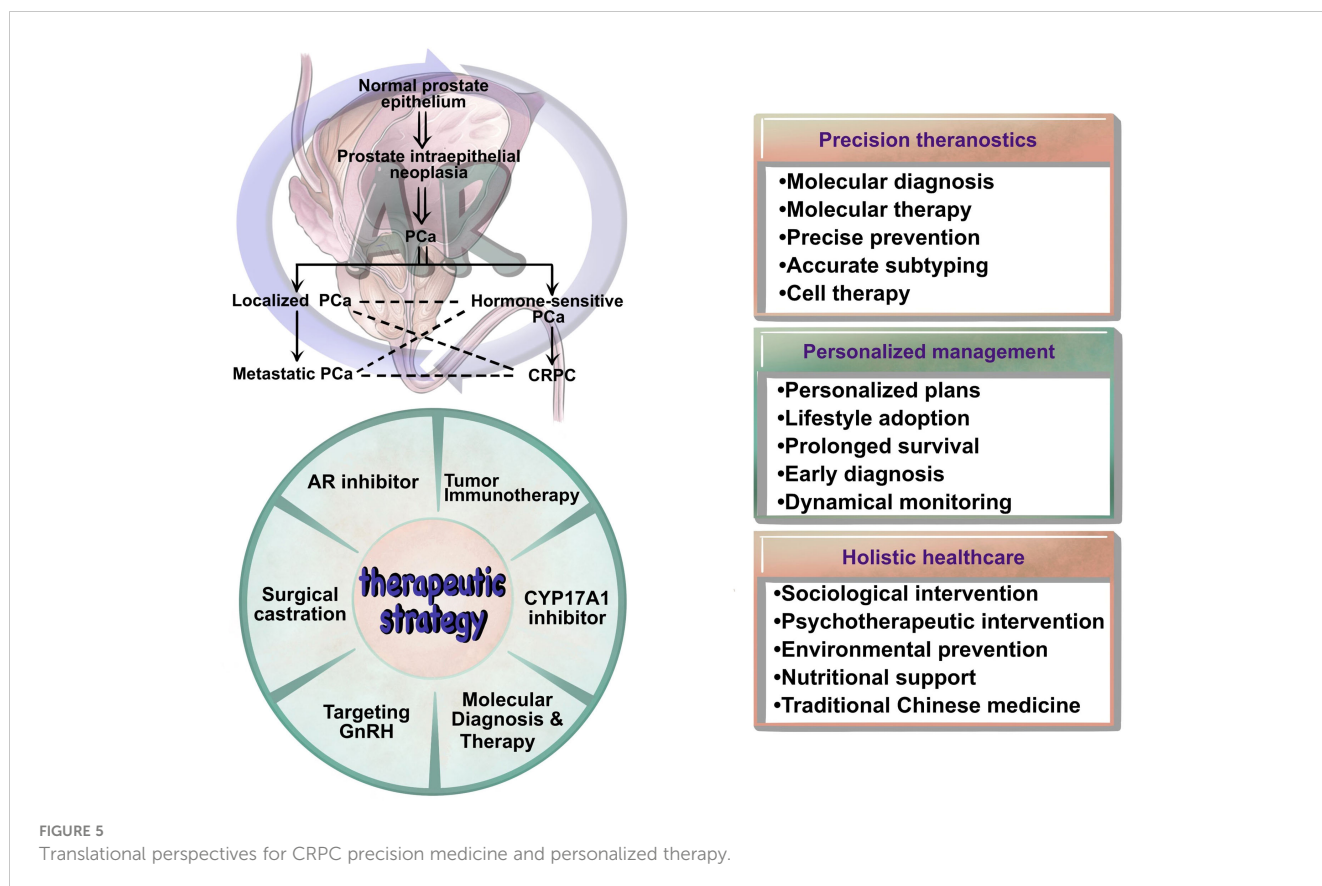 Normal prostate
epithelium
Prostate intraepithelial
neoplasia
AR
PCa
Localized PCa
Hormone-sensitive
PCa
Metastatic PCa
CRPC
AR inhibitor
Tumor
Immunotherapy
Surgical
castration
therapeutic
strategy
CYP17A1
inhibitor
Targeting
GnRH
Molecular
Diagnosis &
Therapy
Precision theranostics
•Molecular diagnosis
•Molecular therapy
•Precise prevention
•Accurate subtyping
•Cell therapy
Personalized management
•Personalized plans
•Lifestyle adoption
•Prolonged survival
•Early diagnosis
•Dynamical monitoring
Holistic healthcare
•Sociological intervention
•Psychotherapeutic intervention
•Environmental prevention
•Nutritional support
•Traditional Chinese medicine
FIGURE 5
Translational perspectives for CRPC precision medicine and personalized therapy.